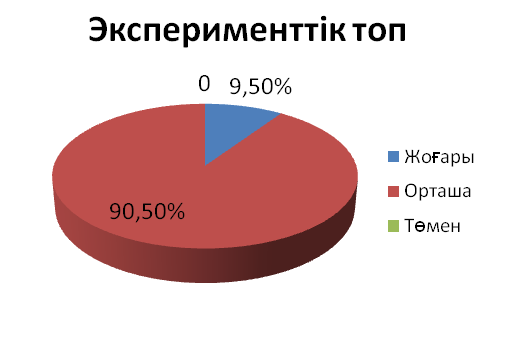 Эксперименттік топ
0
9,50%
90,50%
Жоғары
Орташа
Төмен